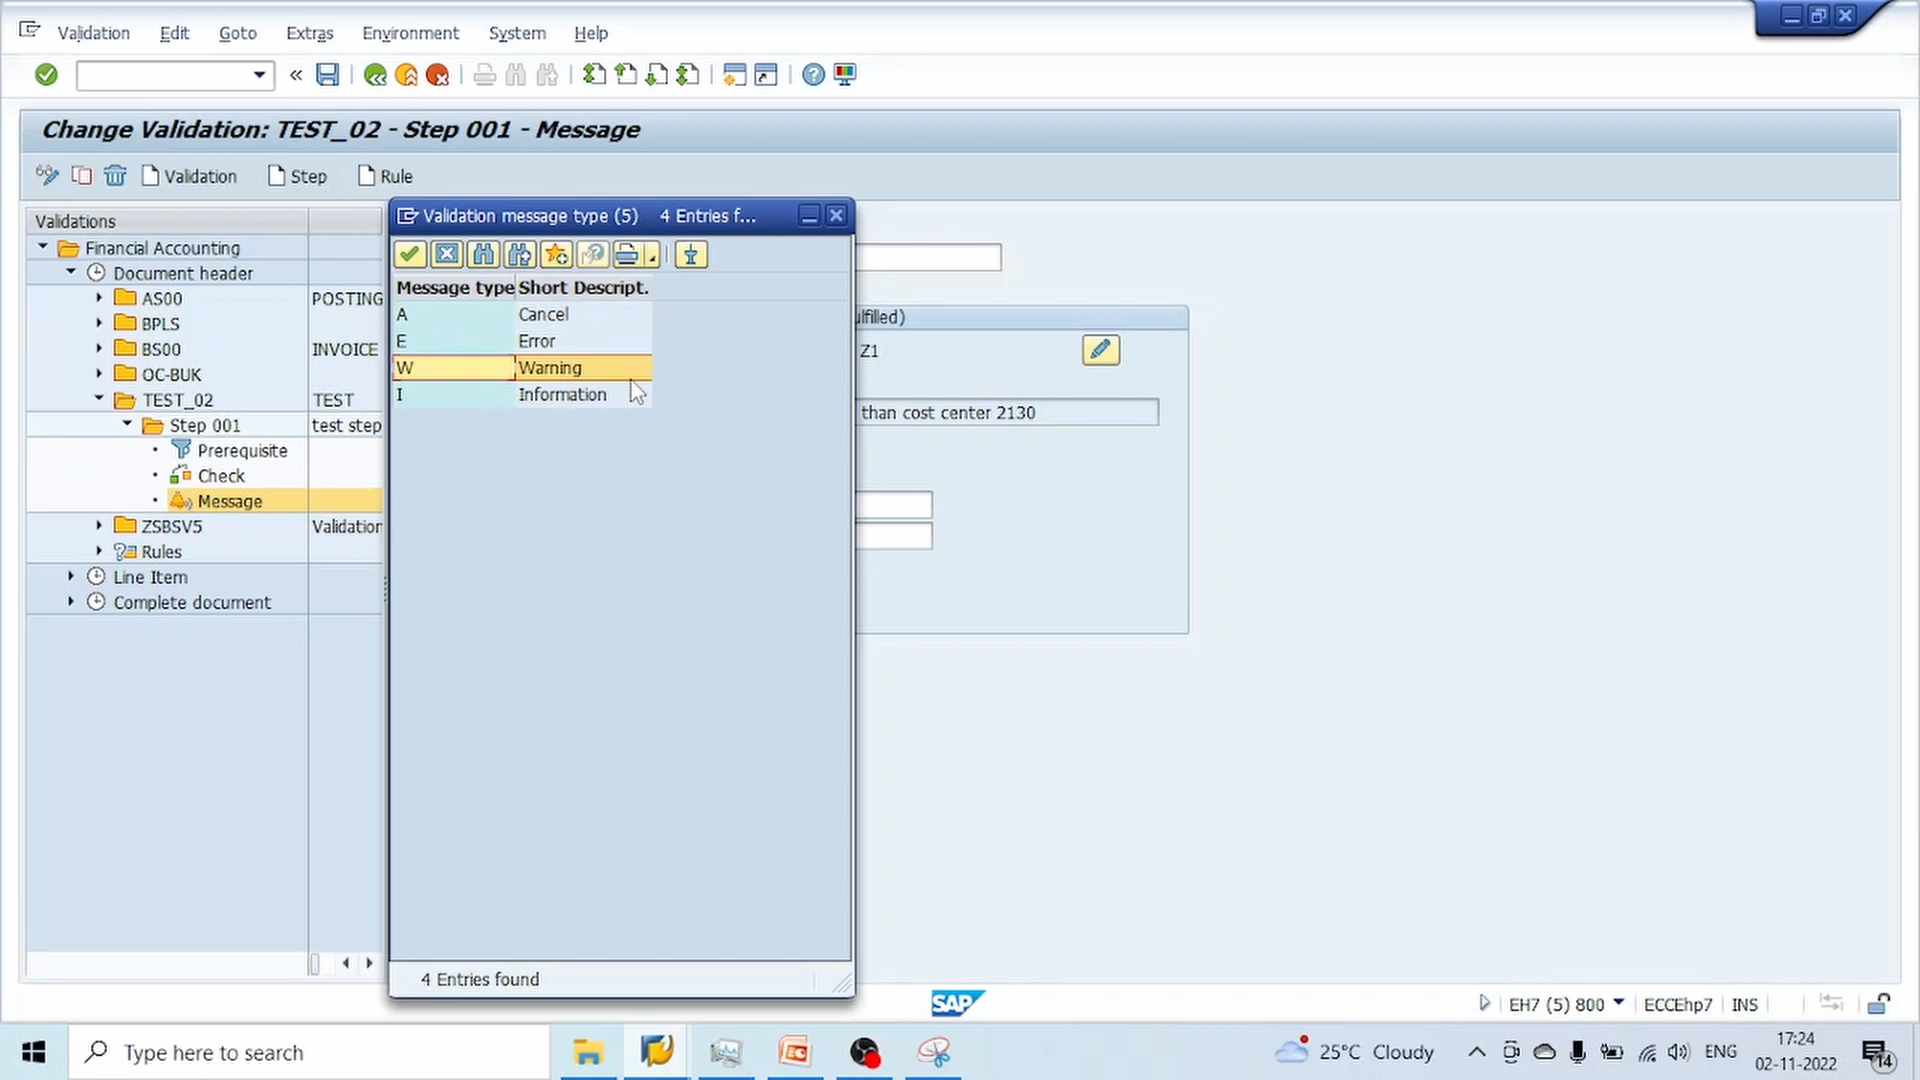 Validation Edit Goto Extras Environment System Help
Change Validation: TEST_02 - Step 001 - Message
Validation Step Rule
Validations
Financial Accounting
Document header
AS00 POSTING
BPLS
BS00 INVOICE
OC-BUK
TEST_02 TEST
Step 001 test step
Prerequisite
Check
Message
ZSBSV5 Validation
Rules
Line Item
Complete document
Validation message type (5) 4 Entries f...
Message type Short Descript.
A Cancel
E Error
W Warning
I Information
4 Entries found
ulfilled)
Z1
than cost center 2130
SAP
EH7 (5) 800 ECCEhp7 INS
Type here to search
25°C Cloudy
ENG
17:24
02-11-2022
14